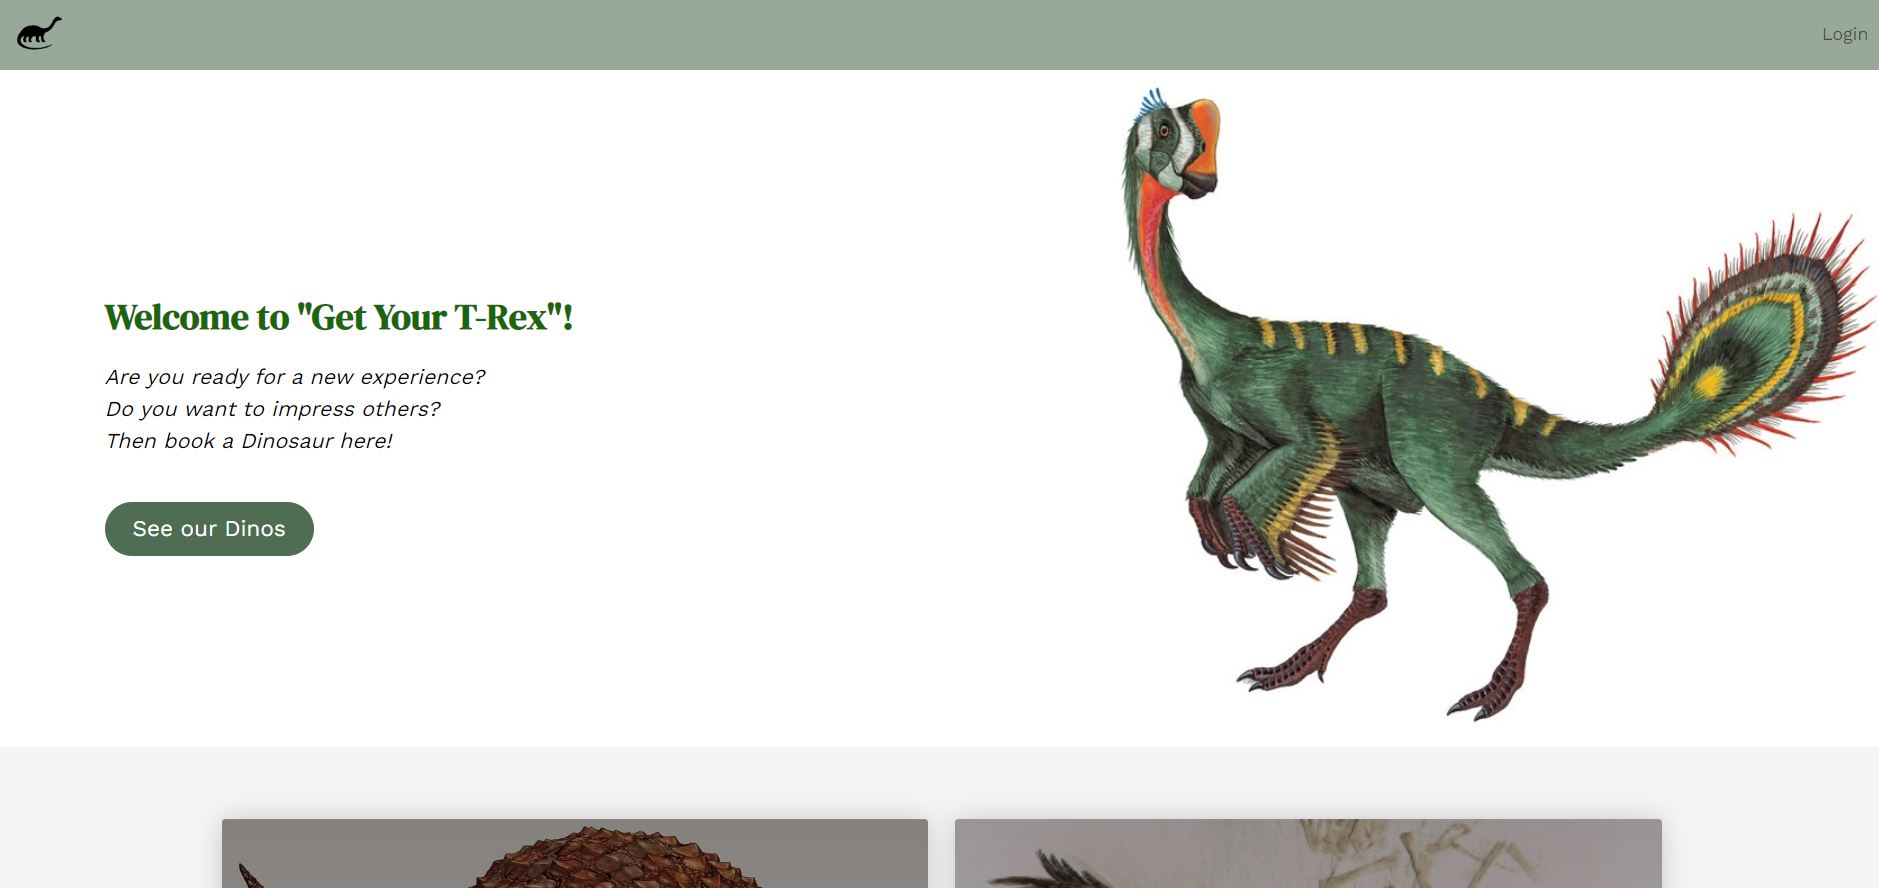 Login
Welcome to "Get Your T-Rex"!
Are you ready for a new experience?
Do you want to impress others?
Then book a Dinosaur here!
See our Dinos